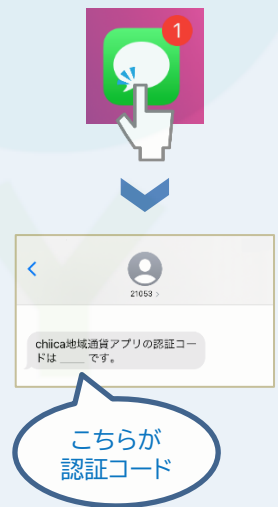 1
21053 >
chiica地域通貨アプリの認証コー
ドは ____ です。
こちらが
認証コード